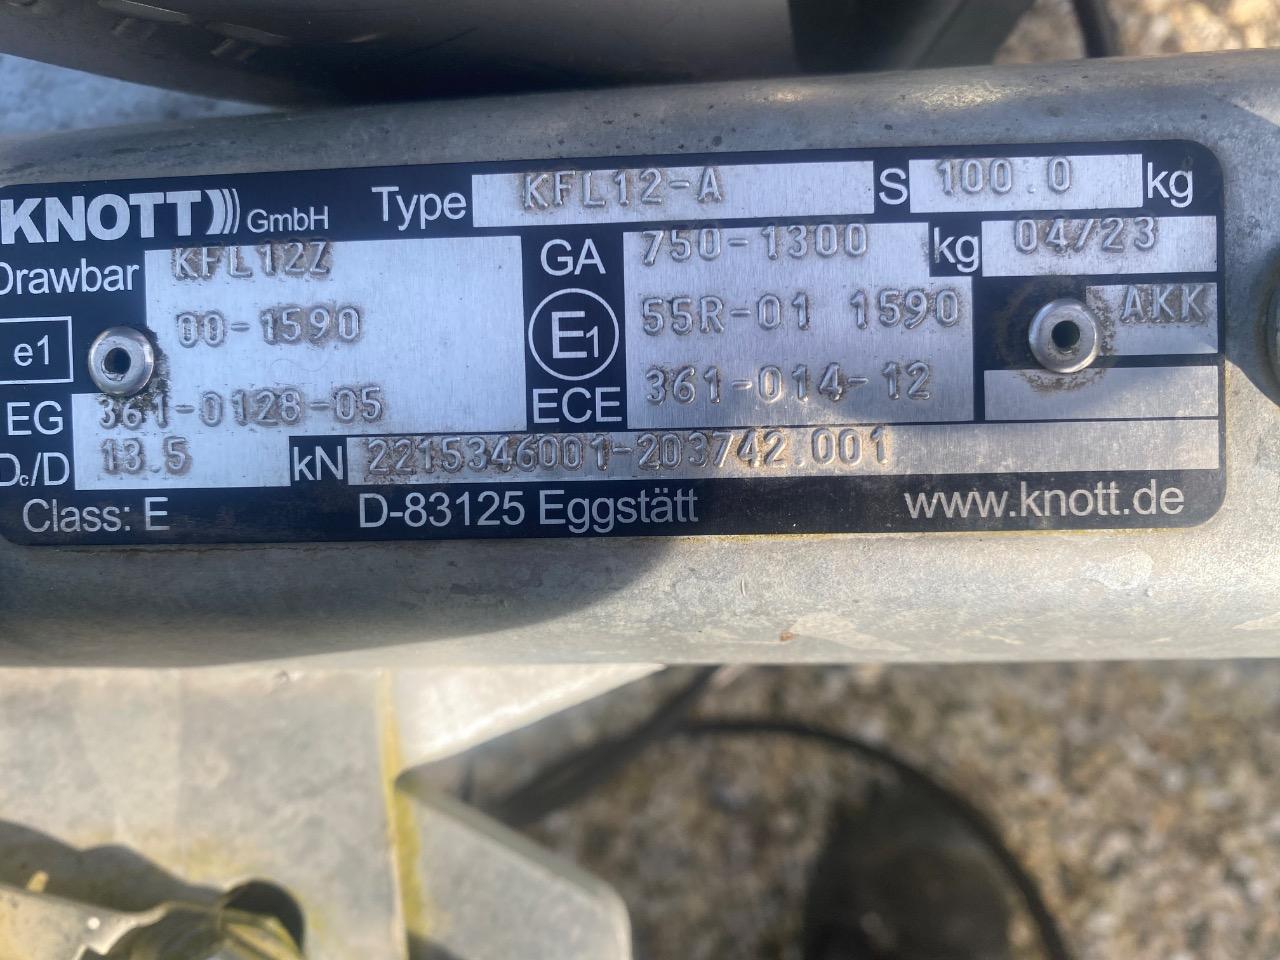 KNOTT GmbH Type KFL12-A S 100.0 kg
Drawbar KFL12Z GA 750-1300 kg 04/23
e1 00-1590 E1 55R-01 1590 AKK
EG 361-0128-05 ECE 361-014-12
Dc/D 13.5 kN 2215346001-203742.001
Class: E D-83125 Eggstätt www.knott.de